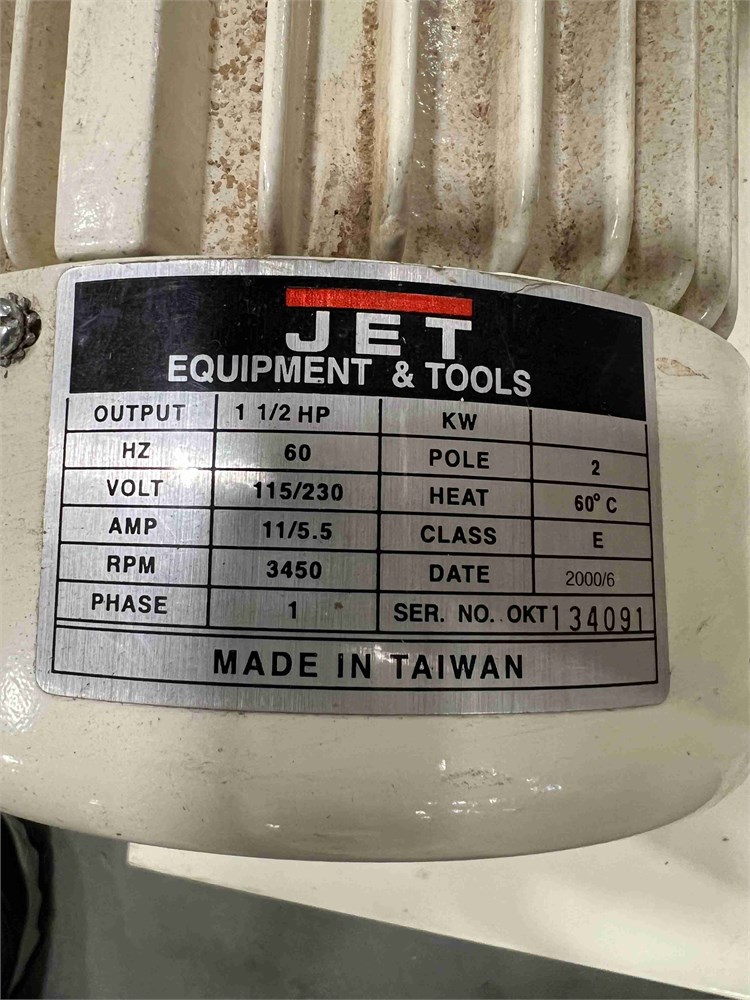 JET
EQUIPMENT & TOOLS
OUTPUT 1 1/2 HP KW
HZ 60 POLE 2
VOLT 115/230 HEAT 60° C
AMP 11/5.5 CLASS E
RPM 3450 DATE 2000/6
PHASE 1 SER. NO. OKT134091
MADE IN TAIWAN